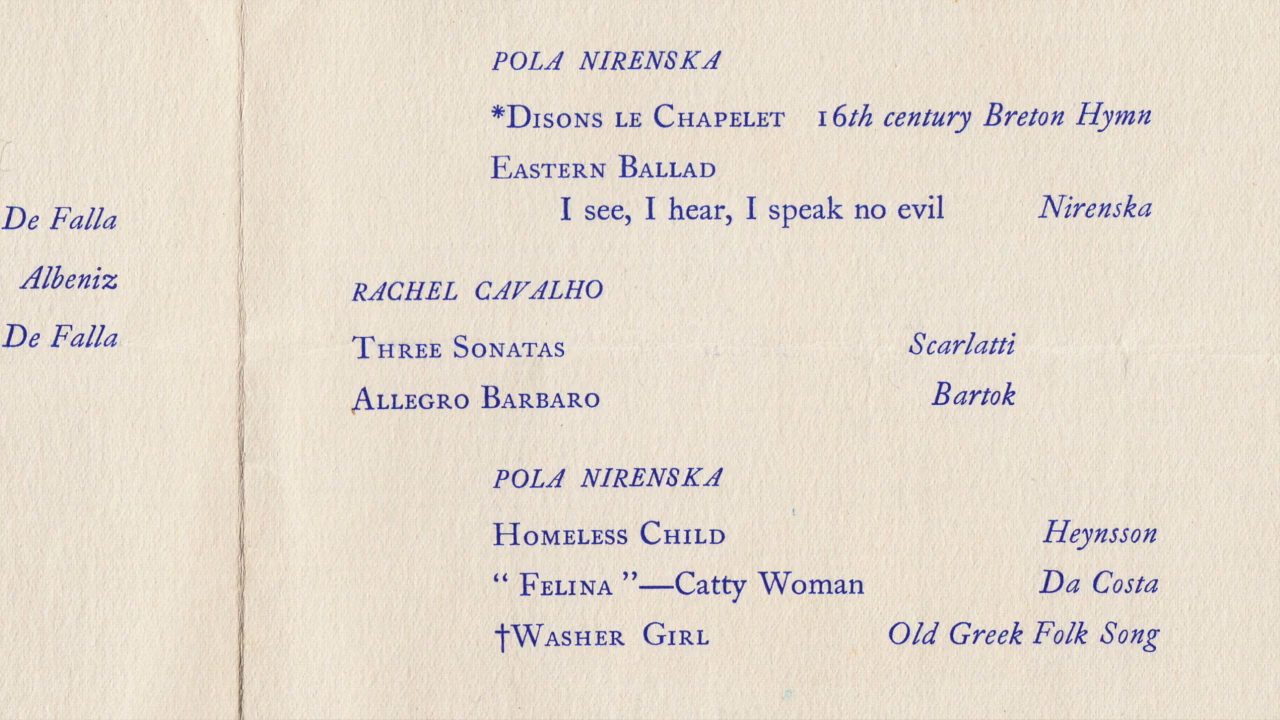 De Falla
Albeniz
De Falla
POLA NIRENSKA
*DISONS LE CHAPELET 16th century Breton Hymn
EASTERN BALLAD
I see, I hear, I speak no evil Nirenska
RACHEL CAVALHO
THREE SONATAS Scarlatti
ALLEGRO BARBARO Bartok
POLA NIRENSKA
HOMELESS CHILD Heynsson
“ FELINA ”—Catty Woman Da Costa
†WASHER GIRL Old Greek Folk Song